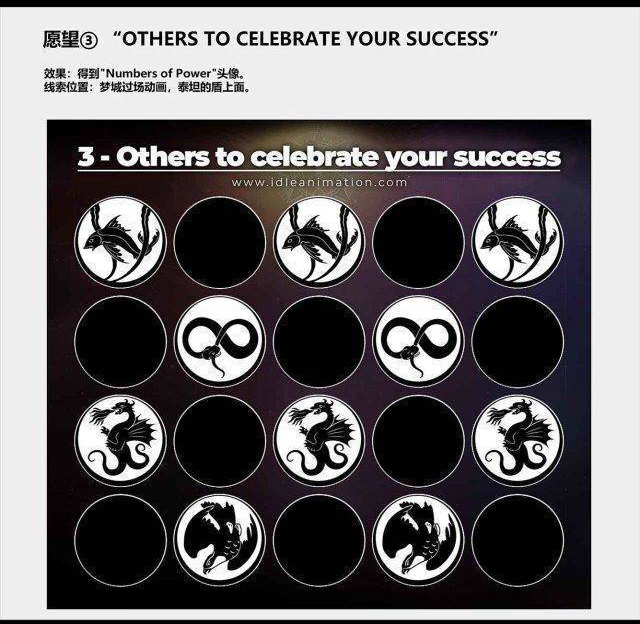 愿望③ “OTHERS TO CELEBRATE YOUR SUCCESS”
效果：得到"Numbers of Power"头像。
线索位置：梦城过场动画，泰坦的盾上面。
3 - Others to celebrate your success
www.idleanimation.com